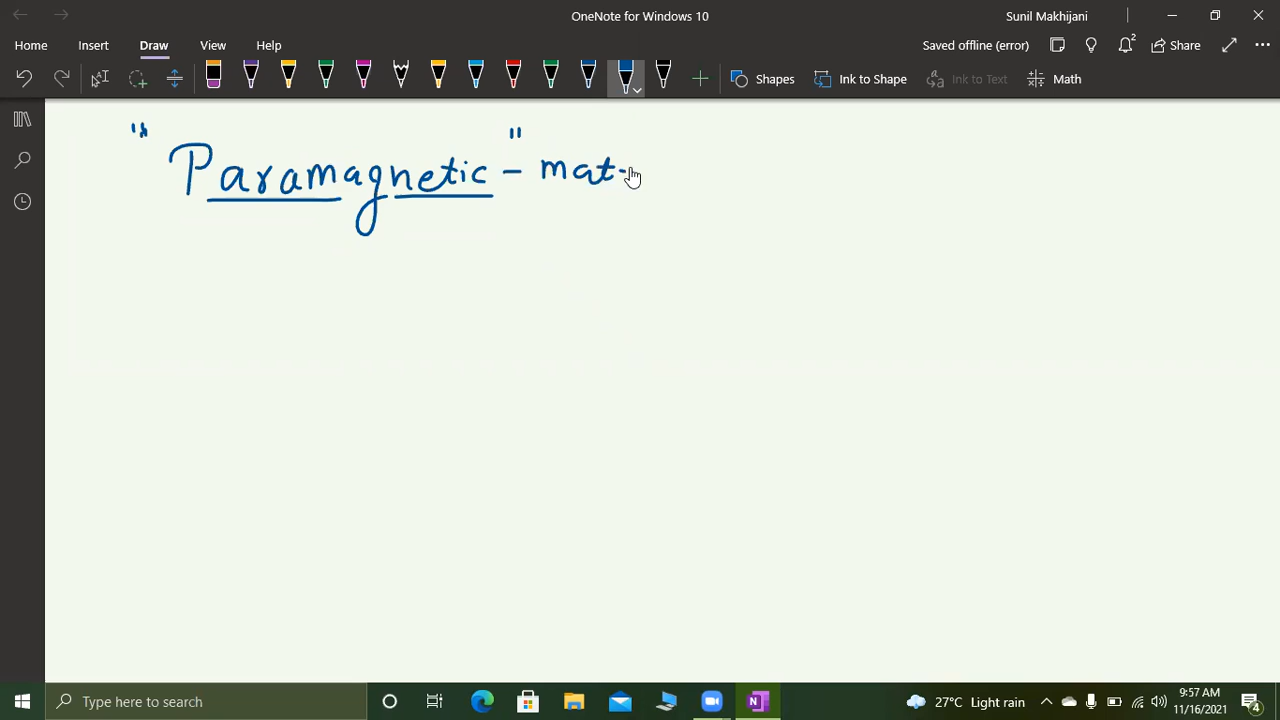 OneNote for Windows 10
Sunil Makhijani
Home Insert Draw View Help
Saved offline (error)
Share
Shapes
Ink to Shape
Ink to Text
Math
" Paramagnetic - " mat
Type here to search
27°C Light rain
9:57 AM
11/16/2021
4